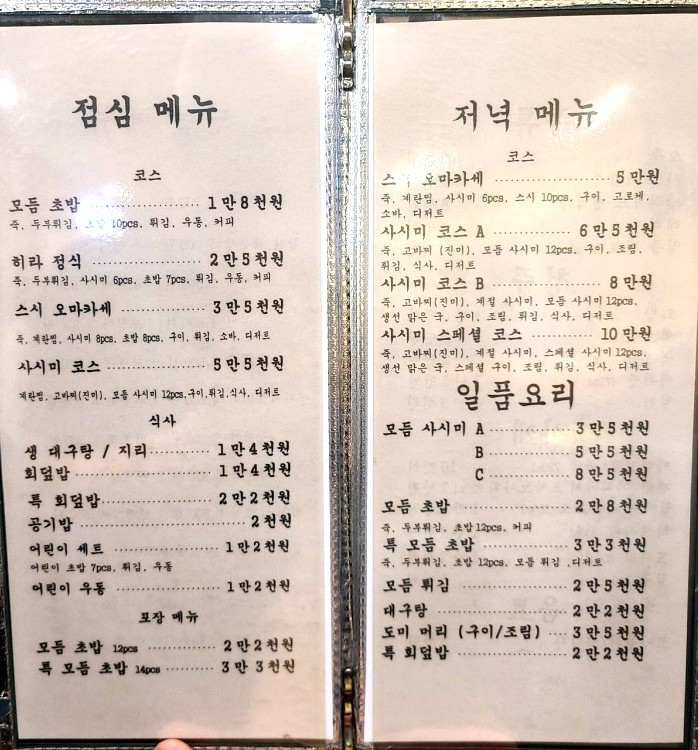 점심 메뉴
코스
모듬 초밥 1만8천원
죽, 두부튀김, 초밥 10pcs, 튀김, 우동, 커피
히라 정식 2만5천원
죽, 두부튀김, 사시미 6pcs, 초밥 7pcs, 튀김, 우동, 커피
스시 오마카세 3만5천원
죽, 계란찜, 사시미 8pcs, 초밥 8pcs, 구이, 튀김, 소바, 디저트
사시미 코스 5만5천원
계란찜, 고바찌(진미), 모듬 사시미 12pcs,구이,튀김,식사, 디저트
식사
생 대구탕 / 지리 1만4천원
회덮밥 1만4천원
특 회덮밥 2만2천원
공기밥 2천원
어린이 세트 1만2천원
어린이 초밥 7pcs, 튀김, 우동
어린이 우동 1만2천원
포장 메뉴
모듬 초밥 12pcs 2만2천원
특 모듬 초밥 14pcs 3만3천원
저녁 메뉴
코스
스시 오마카세 5만원
죽, 계란찜, 사시미 6pcs, 스시 10pcs, 구이, 고로케,
소바, 디저트
사시미 코스 A 6만5천원
죽, 고바찌 (진미), 모듬 사시미 12pcs, 구이, 조림,
튀김, 식사, 디저트
사시미 코스 B 8만원
죽, 고바찌(진미), 계절 사시미, 모듬 사시미 12pcs,
생선 맑은 국, 구이, 조림, 튀김, 식사, 디저트
사시미 스페셜 코스 10만원
죽, 고바찌(진미), 계절 사시미, 스페셜 사시미 12pcs,
생선 맑은 국, 스페셜 구이, 조림, 튀김, 식사, 디저트
일품요리
모듬 사시미 A 3만5천원
B 5만5천원
C 8만5천원
모듬 초밥 2만8천원
죽, 두부튀김, 초밥 12pcs, 커피
특 모듬 초밥 3만3천원
죽, 두부튀김, 초밥 12pcs, 모듬 튀김 ,디저트
모듬 튀김 2만5천원
대구탕 2만2천원
도미 머리 (구이/조림) 3만5천원
특 회덮밥 2만2천원